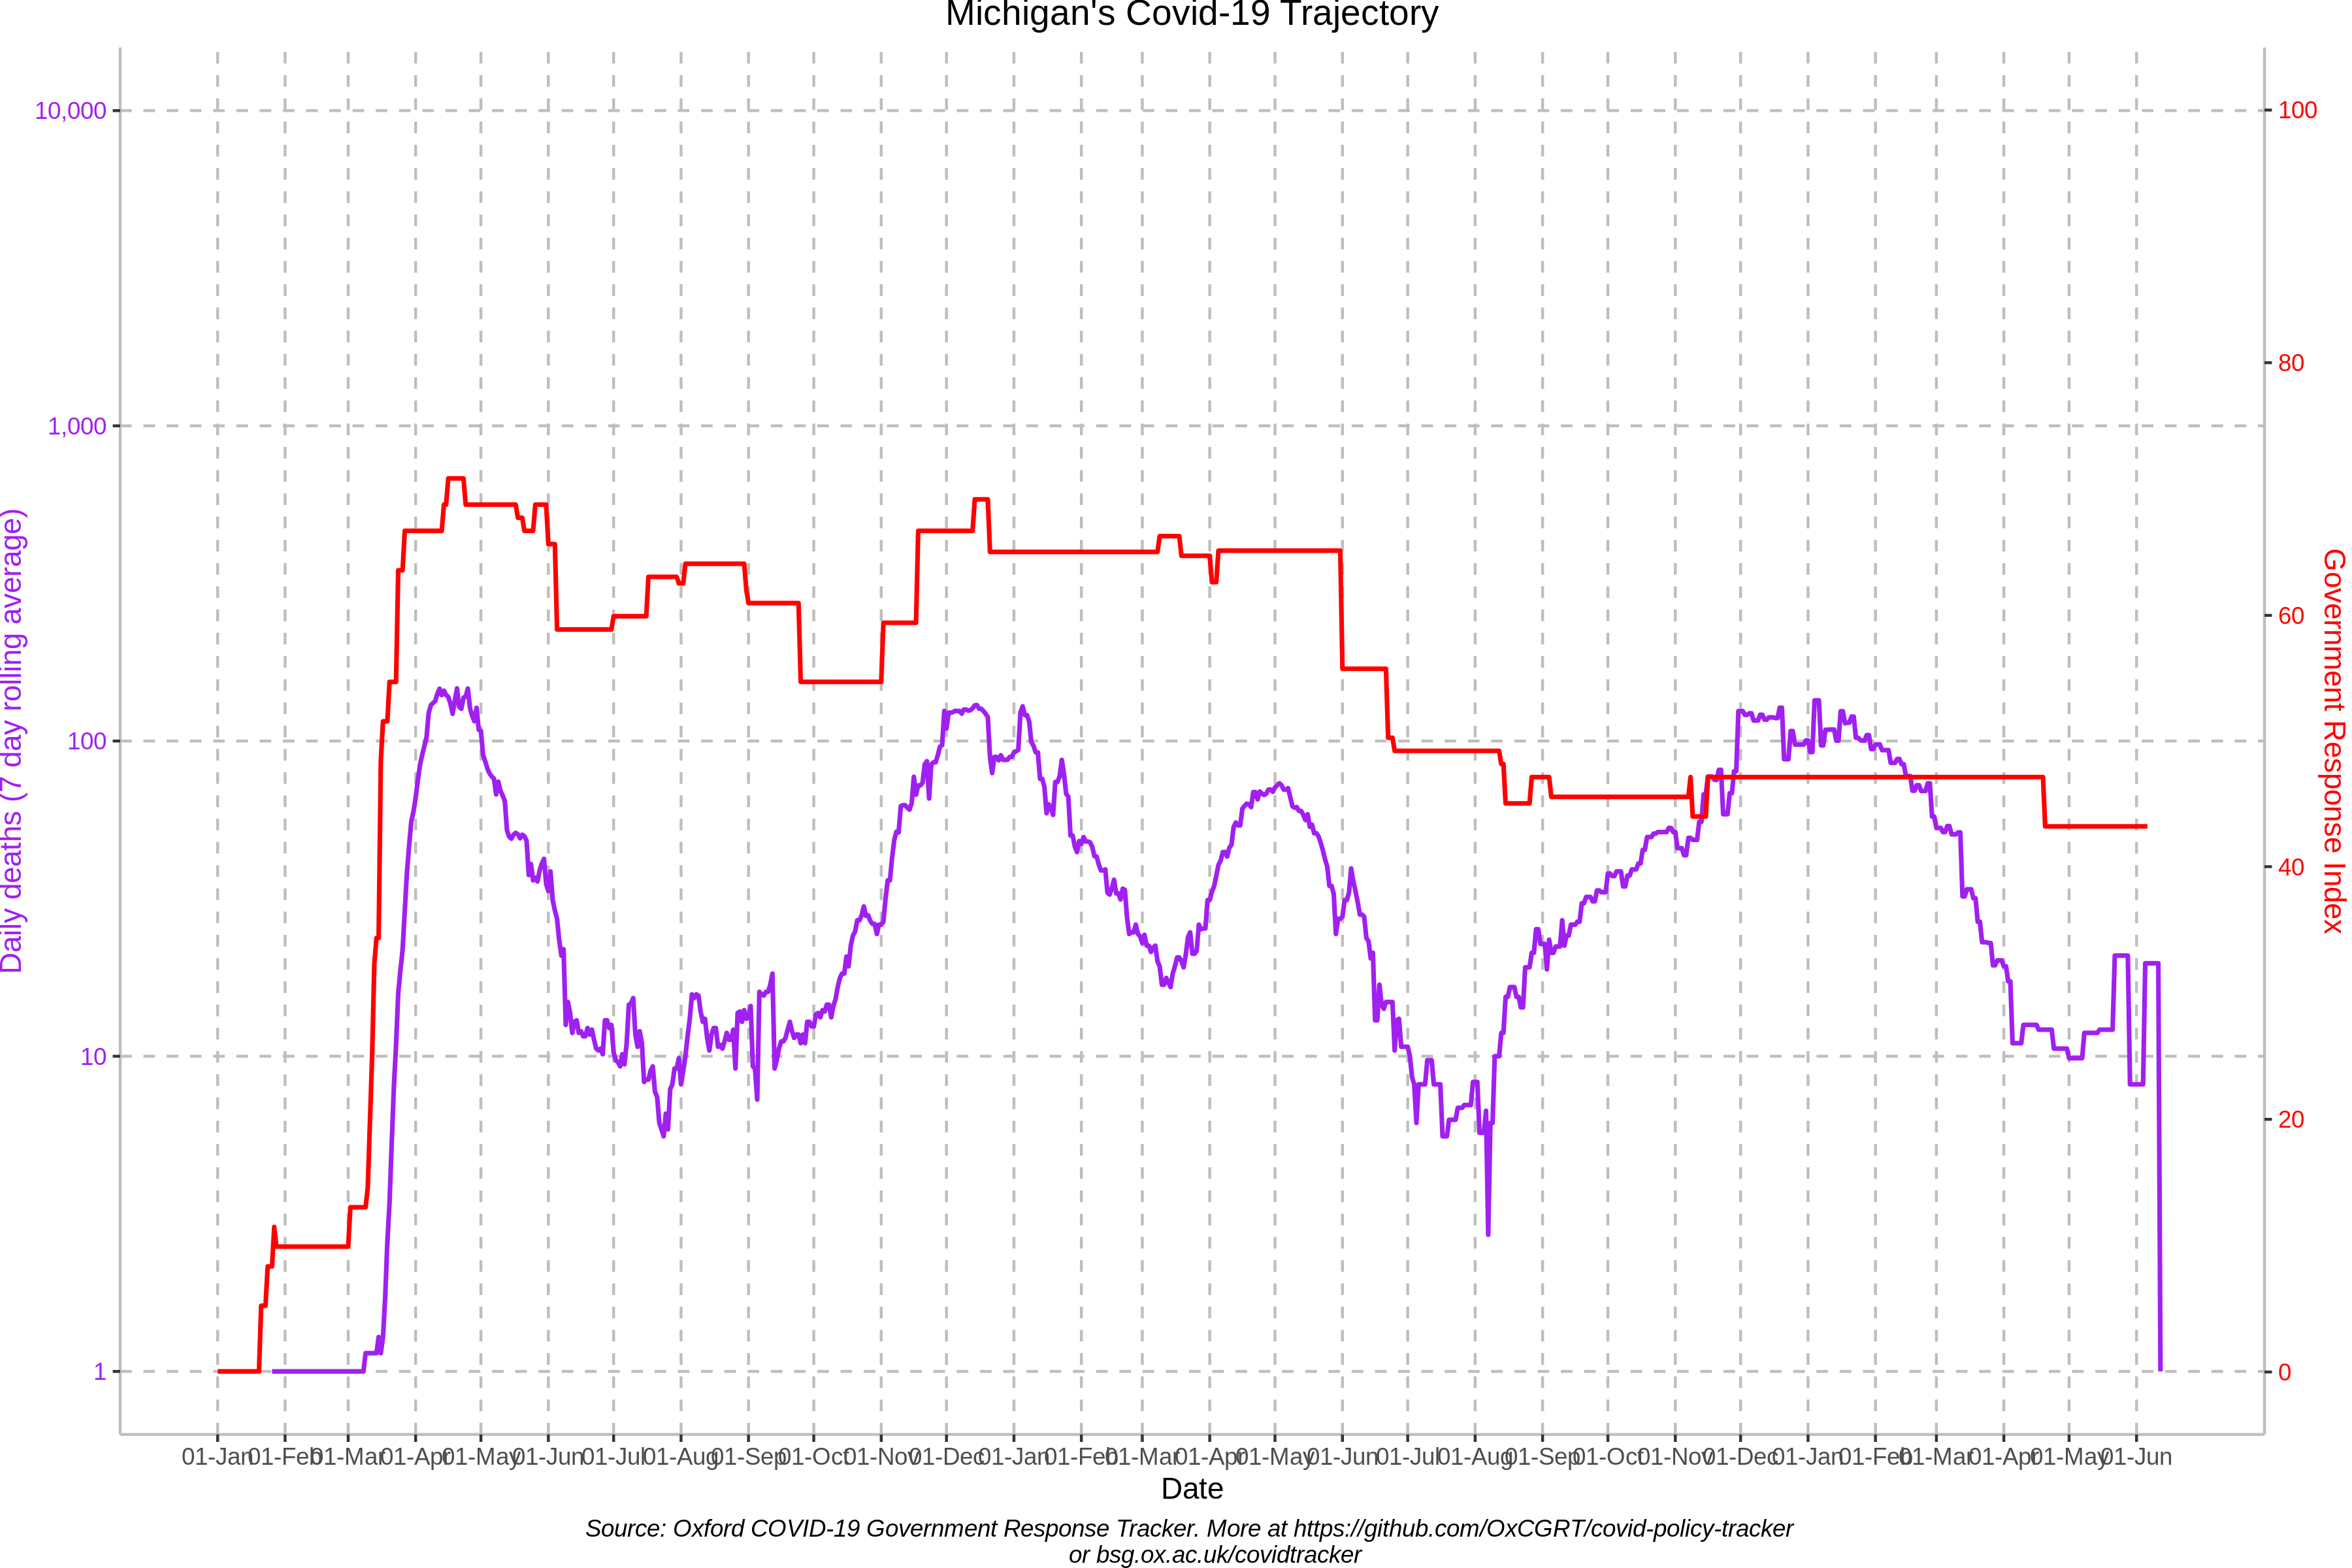 Michigan's Covid-19 Trajectory
10,000
1,000
100
10
1
Daily deaths (7 day rolling average)
100
80
60
40
20
0
Government Response Index
01-Jan 01-Feb 01-Mar 01-Apr 01-May 01-Jun 01-Jul 01-Aug 01-Sep 01-Oct 01-Nov 01-Dec 01-Jan 01-Feb 01-Mar 01-Apr 01-May 01-Jun 01-Jul 01-Aug 01-Sep 01-Oct 01-Nov 01-Dec 01-Jan 01-Feb 01-Mar 01-Apr 01-May 01-Jun
Date
Source: Oxford COVID-19 Government Response Tracker. More at https://github.com/OxCGRT/covid-policy-tracker
or bsg.ox.ac.uk/covidtracker